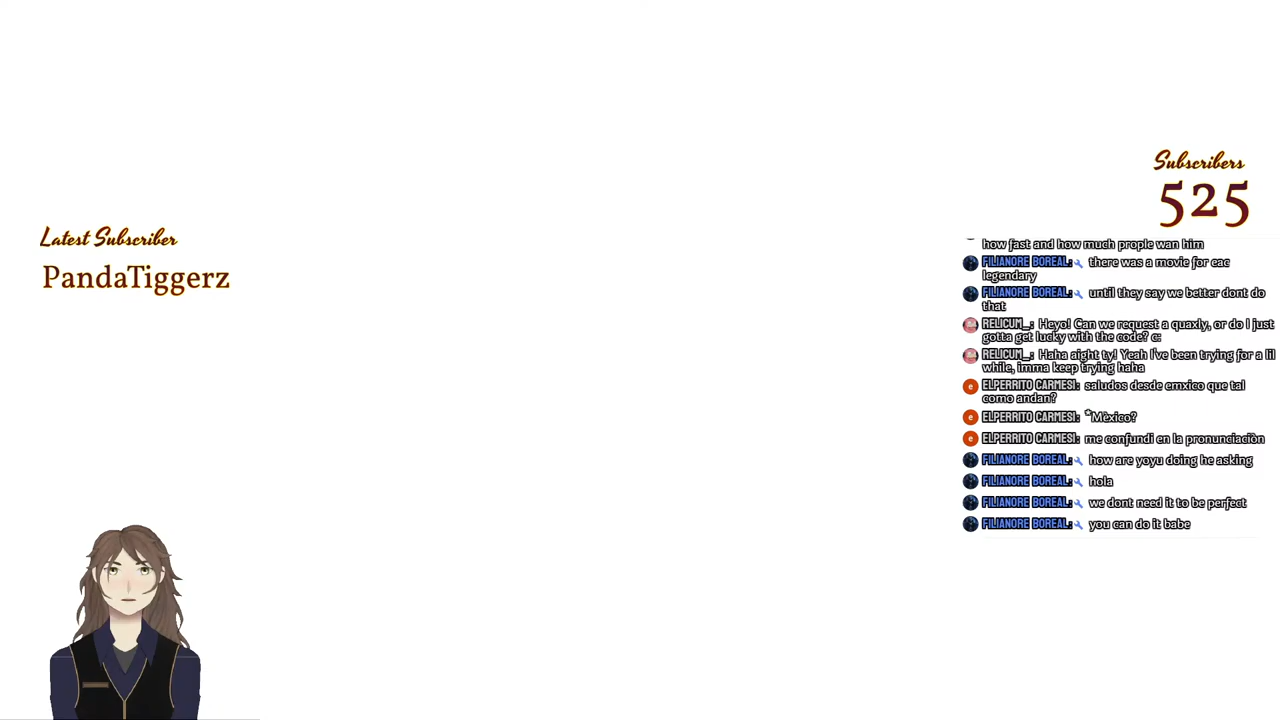 Subscribers
525
Latest Subscriber
PandaTiggerz
how fast and how much prople wan him
FILIANORE BOREAL: there was a movie for eac
legendary
FILIANORE BOREAL: until they say we better dont do
that
RELICUM_: Heyo! Can we request a quaxly, or do I just
gotta get lucky with the code? c:
RELICUM_: Haha aight ty! Yeah I've been trying for a lil
while, imma keep trying haha
ELPERRITO CARMESI: saludos desde emxico que tal
como andan?
ELPERRITO CARMESI: *Mèxico?
ELPERRITO CARMESI: me confundi en la pronunciaciòn
FILIANORE BOREAL: how are yoyu doing he asking
FILIANORE BOREAL: hola
FILIANORE BOREAL: we dont need it to be perfect
FILIANORE BOREAL: you can do it babe